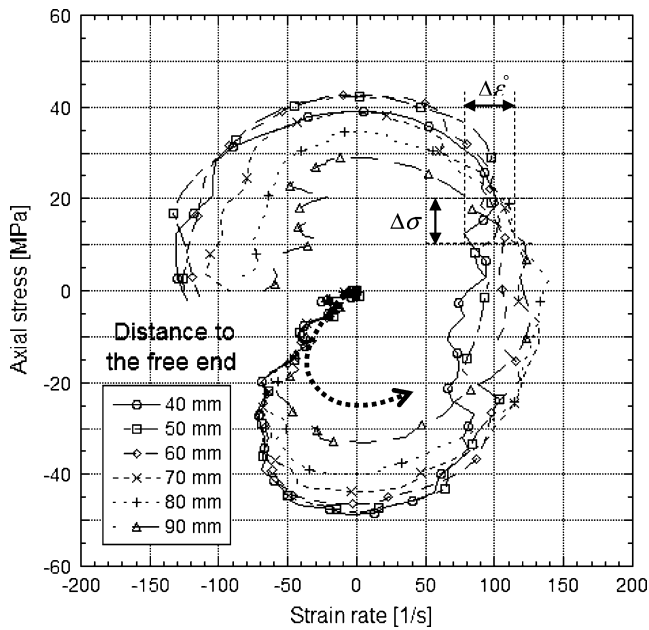 60
40
20
0
-20
-40
-60
Axial stress [MPa]
Δε°
Δσ
Distance to
the free end
40 mm
50 mm
60 mm
70 mm
80 mm
90 mm
-200 -150 -100 -50 0 50 100 150 200
Strain rate [1/s]